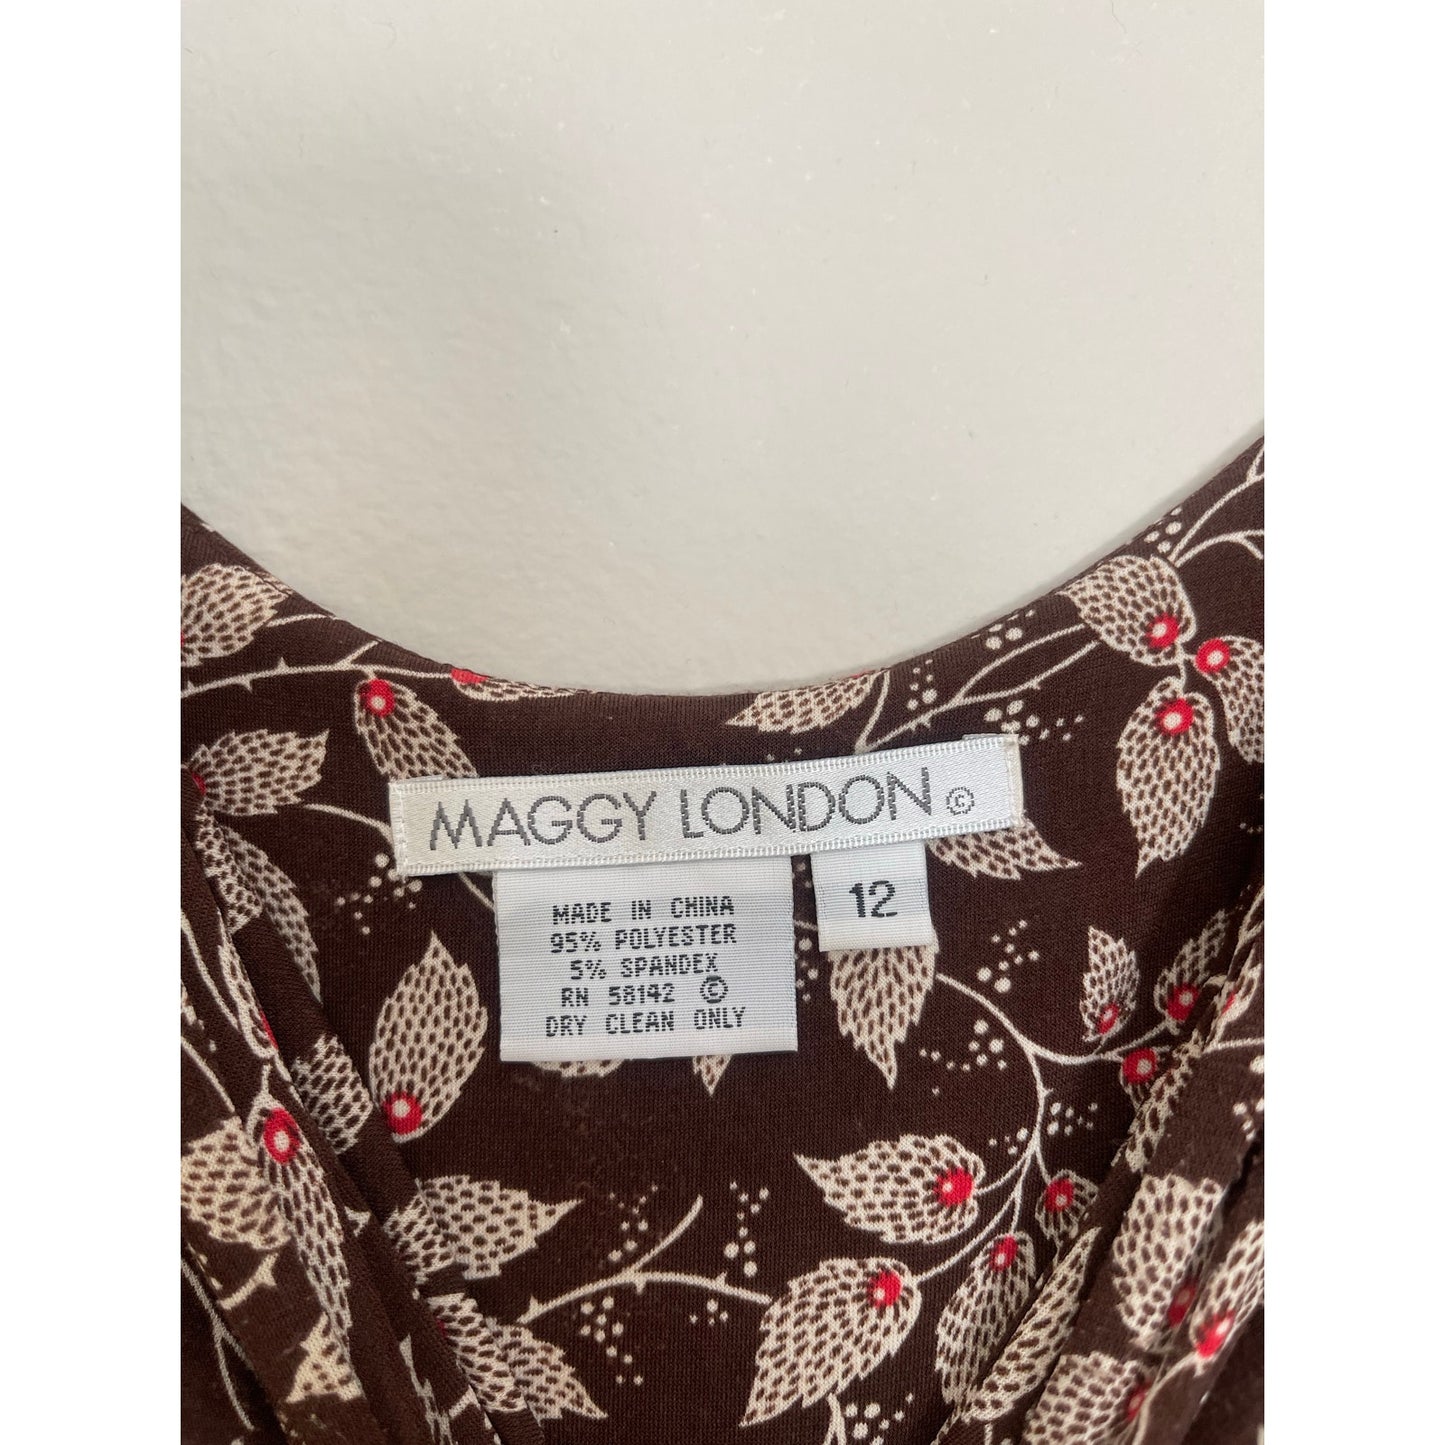 MAGGY LONDON ©
12
MADE IN CHINA
95% POLYESTER
5% SPANDEX
RN 58142 ©
DRY CLEAN ONLY